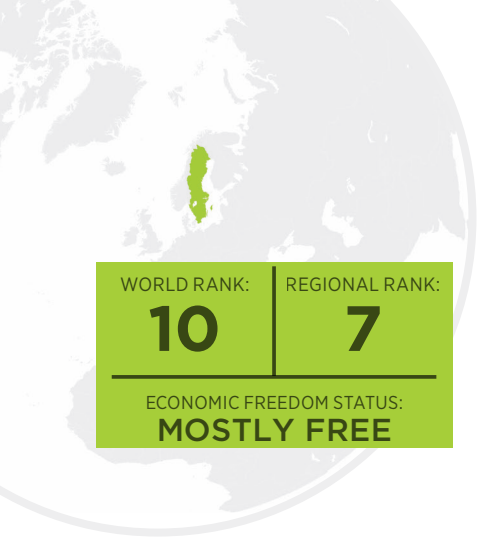 WORLD RANK:
10
REGIONAL RANK:
7
ECONOMIC FREEDOM STATUS:
MOSTLY FREE